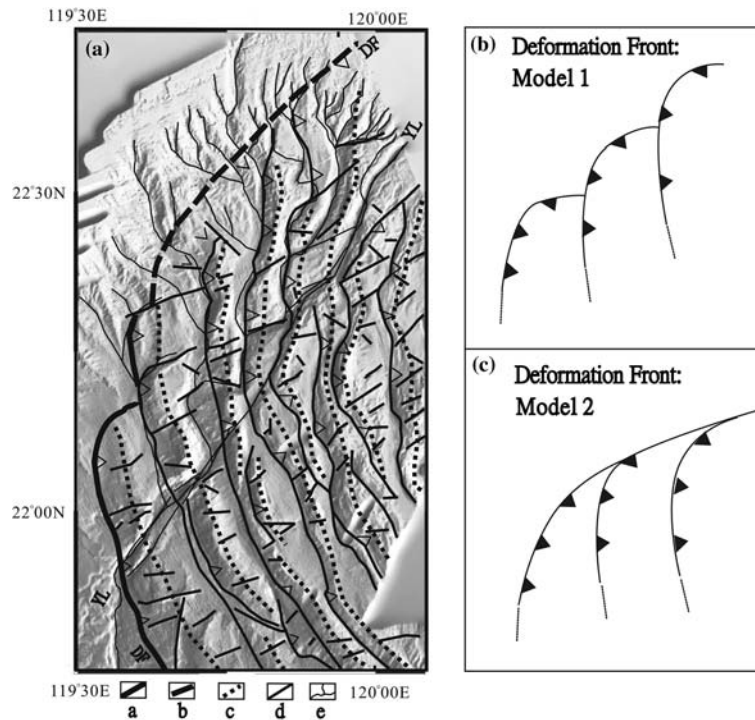 119°30E
120°00E
(a)
DF
YL
22°30N
22°00N
YL
DF
119°30E
120°00E
a b c d e
(b) Deformation Front:
Model 1
(c) Deformation Front:
Model 2